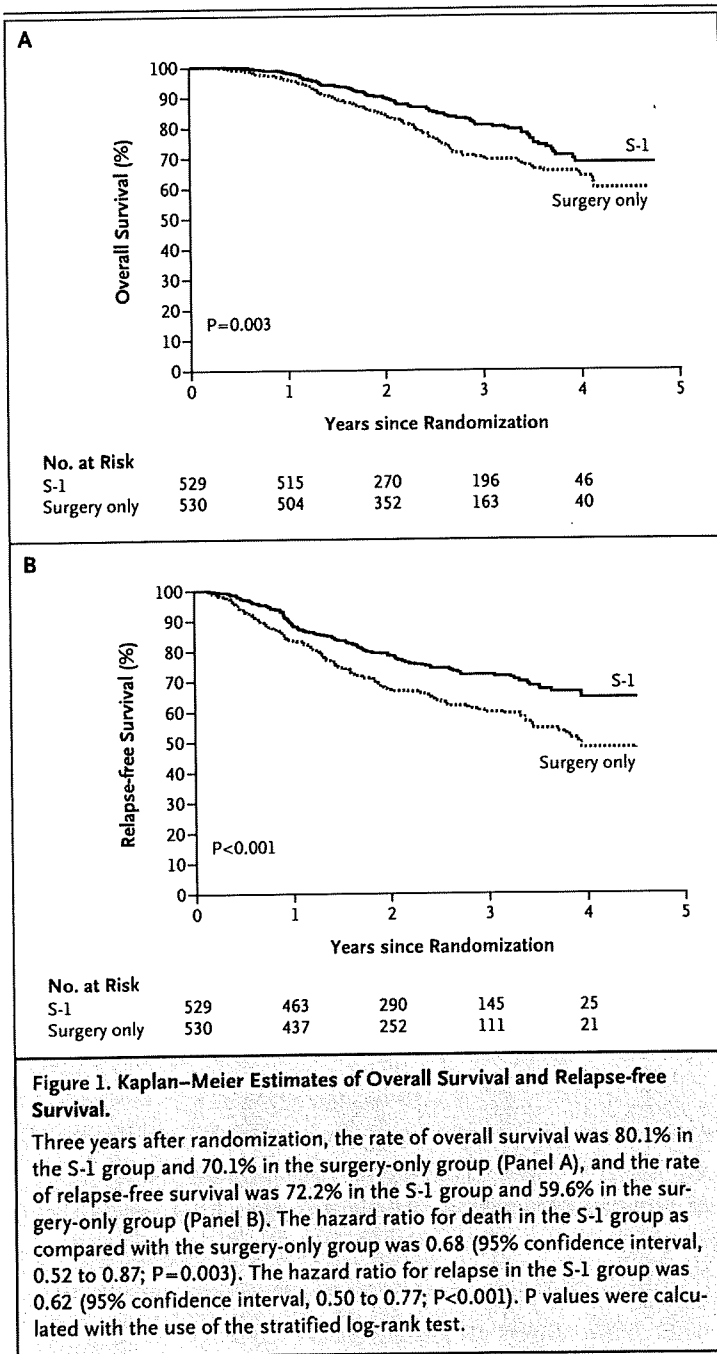 A
100
90
80
70
60
50
40
30
20
10
0
Overall Survival (%)
S-1
Surgery only
P=0.003
0 1 2 3 4 5
Years since Randomization
No. at Risk
S-1 529 515 270 196 46
Surgery only 530 504 352 163 40
B
100
90
80
70
60
50
40
30
20
10
0
Relapse-free Survival (%)
S-1
Surgery only
P<0.001
0 1 2 3 4 5
Years since Randomization
No. at Risk
S-1 529 463 290 145 25
Surgery only 530 437 252 111 21
Figure 1. Kaplan–Meier Estimates of Overall Survival and Relapse-free
Survival.
Three years after randomization, the rate of overall survival was 80.1% in
the S-1 group and 70.1% in the surgery-only group (Panel A), and the rate
of relapse-free survival was 72.2% in the S-1 group and 59.6% in the sur-
gery-only group (Panel B). The hazard ratio for death in the S-1 group as
compared with the surgery-only group was 0.68 (95% confidence interval,
0.52 to 0.87; P=0.003). The hazard ratio for relapse in the S-1 group was
0.62 (95% confidence interval, 0.50 to 0.77; P<0.001). P values were calcu-
lated with the use of the stratified log-rank test.